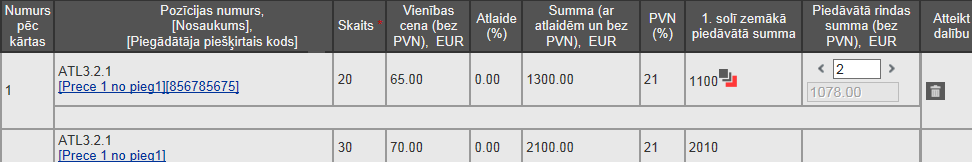 Numurs pēc kārtas
Pozīcijas numurs,
[Nosaukums],
[Piegādātāja piešķirtais kods]
Skaits *
Vienības cena (bez PVN), EUR
Atlaide (%)
Summa (ar atlaidēm un bez PVN), EUR
PVN (%)
1. solī zemākā piedāvātā summa
Piedāvātā rindas summa (bez PVN), EUR
Atteikt dalību
1
ATL3.2.1
[Prece 1 no pieg1][856785675]
20
65.00
0.00
1300.00
21
1100
2
1078.00
ATL3.2.1
[Prece 1 no pieg1]
30
70.00
0.00
2100.00
21
2010